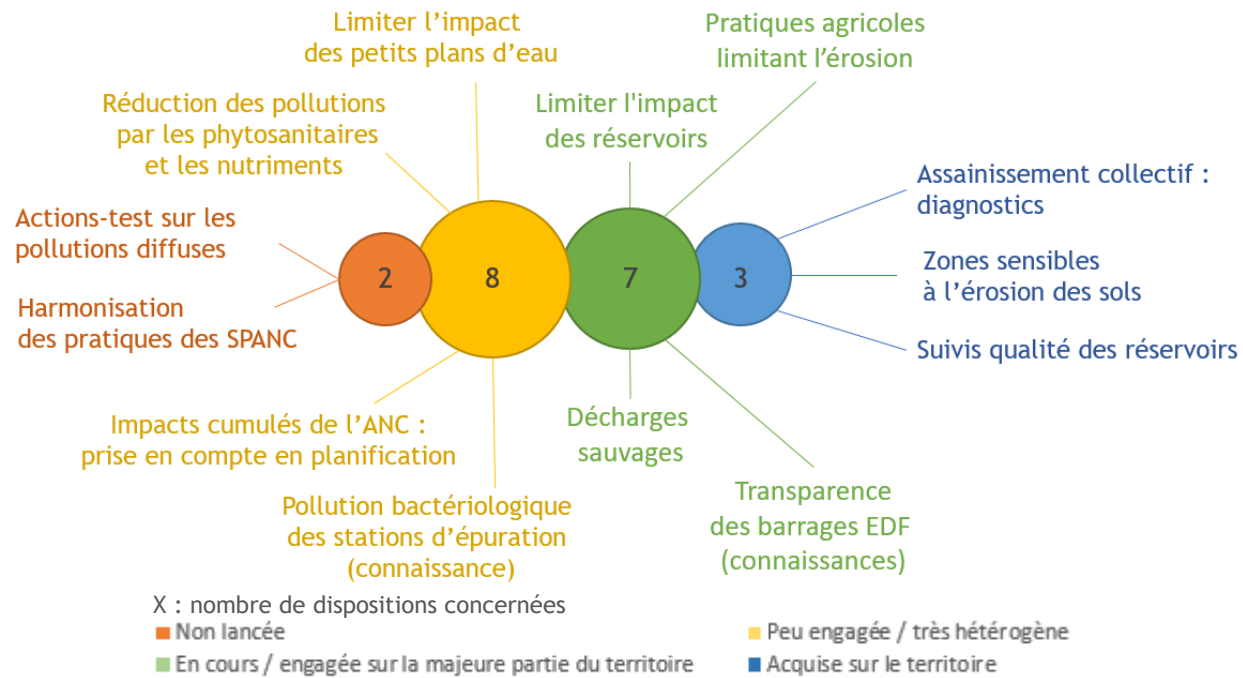 Limiter l’impact
des petits plans d’eau
Pratiques agricoles
limitant l’érosion
Réduction des pollutions
par les phytosanitaires
et les nutriments
Limiter l'impact
des réservoirs
Assainissement collectif :
diagnostics
Actions-test sur les
pollutions diffuses
2
8
7
3
Zones sensibles
à l’érosion des sols
Harmonisation
des pratiques des SPANC
Suivis qualité des réservoirs
Impacts cumulés de l’ANC :
prise en compte en planification
Décharges
sauvages
Pollution bactériologique
des stations d’épuration
(connaissance)
Transparence
des barrages EDF
(connaissances)
X : nombre de dispositions concernées
Non lancée
Peu engagée / très hétérogène
En cours / engagée sur la majeure partie du territoire
Acquise sur le territoire